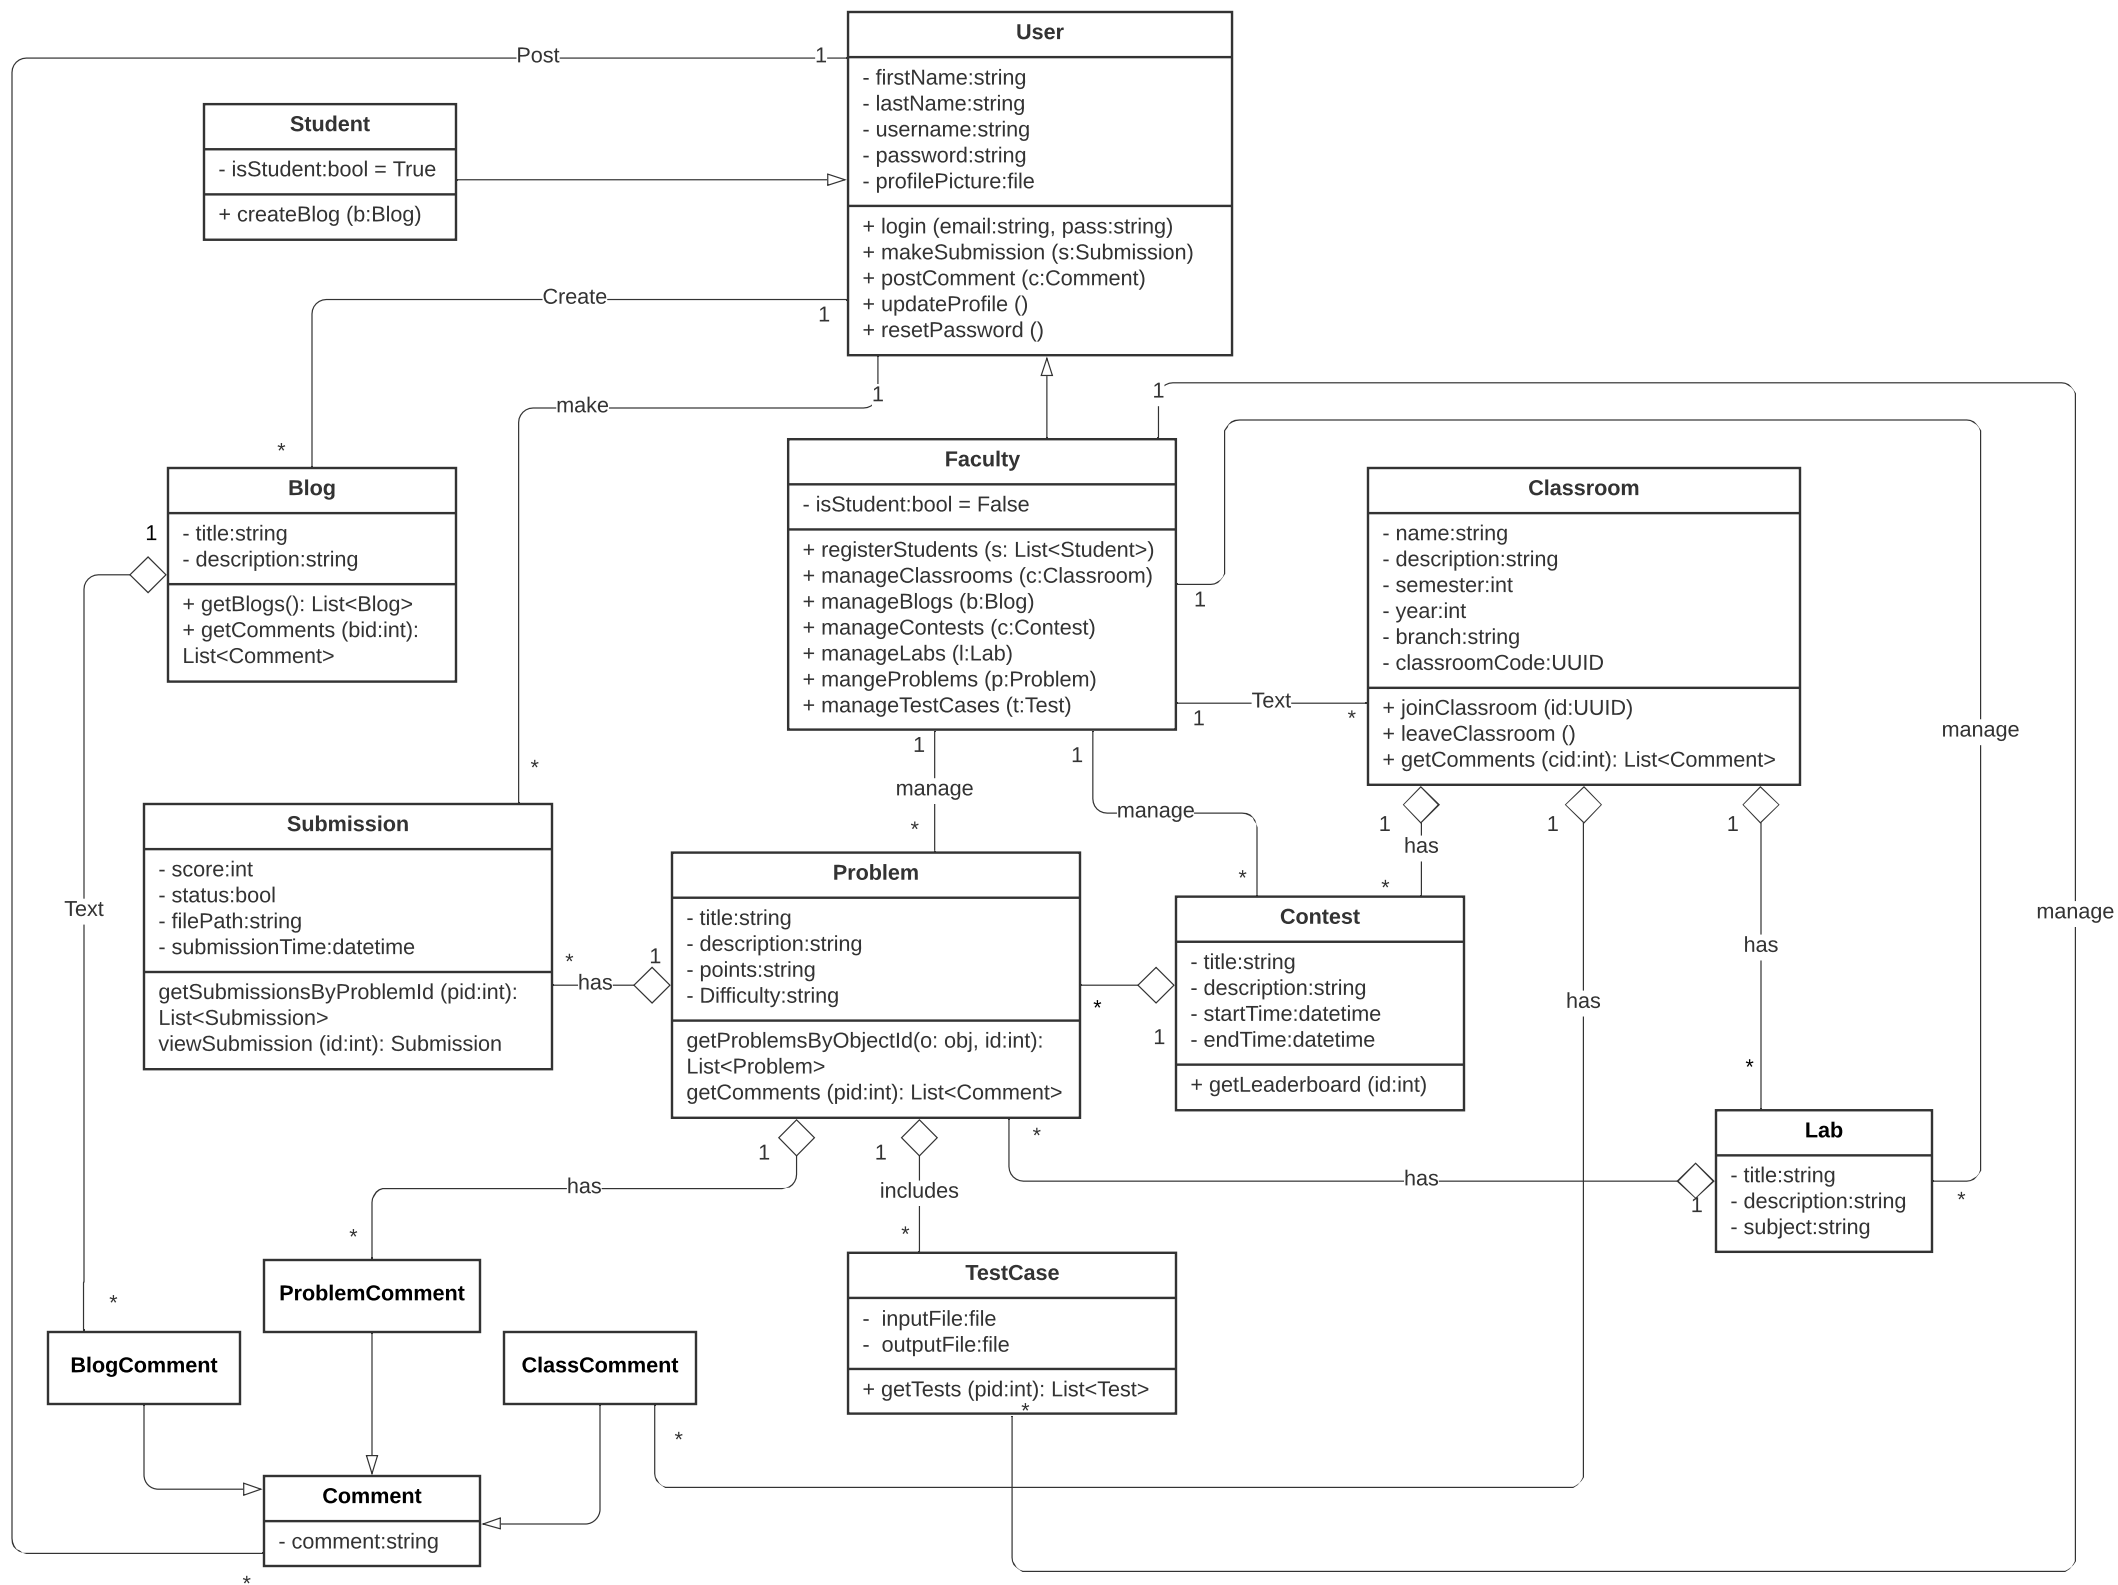 User
- firstName:string
- lastName:string
- username:string
- password:string
- profilePicture:file
+ login (email:string, pass:string)
+ makeSubmission (s:Submission)
+ postComment (c:Comment)
+ updateProfile ()
+ resetPassword ()
Post
1
Student
- isStudent:bool = True
+ createBlog (b:Blog)
Create
1
*
make
1
*
1
Blog
- title:string
- description:string
+ getBlogs(): List<Blog>
+ getComments (bid:int):
List<Comment>
1
Text
*
Faculty
- isStudent:bool = False
+ registerStudents (s: List<Student>)
+ manageClassrooms (c:Classroom)
+ manageBlogs (b:Blog)
+ manageContests (c:Contest)
+ manageLabs (l:Lab)
+ mangeProblems (p:Problem)
+ manageTestCases (t:Test)
1
1
Text
*
Classroom
- name:string
- description:string
- semester:int
- year:int
- branch:string
- classroomCode:UUID
+ joinClassroom (id:UUID)
+ leaveClassroom ()
+ getComments (cid:int): List<Comment>
manage
manage
1
manage
*
1
manage
*
1
has
*
1
has
1
has
*
Submission
- score:int
- status:bool
- filePath:string
- submissionTime:datetime
getSubmissionsByProblemId (pid:int):
List<Submission>
viewSubmission (id:int): Submission
*
has
1
Problem
- title:string
- description:string
- points:string
- Difficulty:string
getProblemsByObjectId(o: obj, id:int):
List<Problem>
getComments (pid:int): List<Comment>
*
1
Contest
- title:string
- description:string
- startTime:datetime
- endTime:datetime
+ getLeaderboard (id:int)
Lab
- title:string
- description:string
- subject:string
*
1
has
*
1
includes
*
*
has
1
ProblemComment
BlogComment
ClassComment
*
TestCase
- inputFile:file
- outputFile:file
+ getTests (pid:int): List<Test>
*
Comment
- comment:string
*